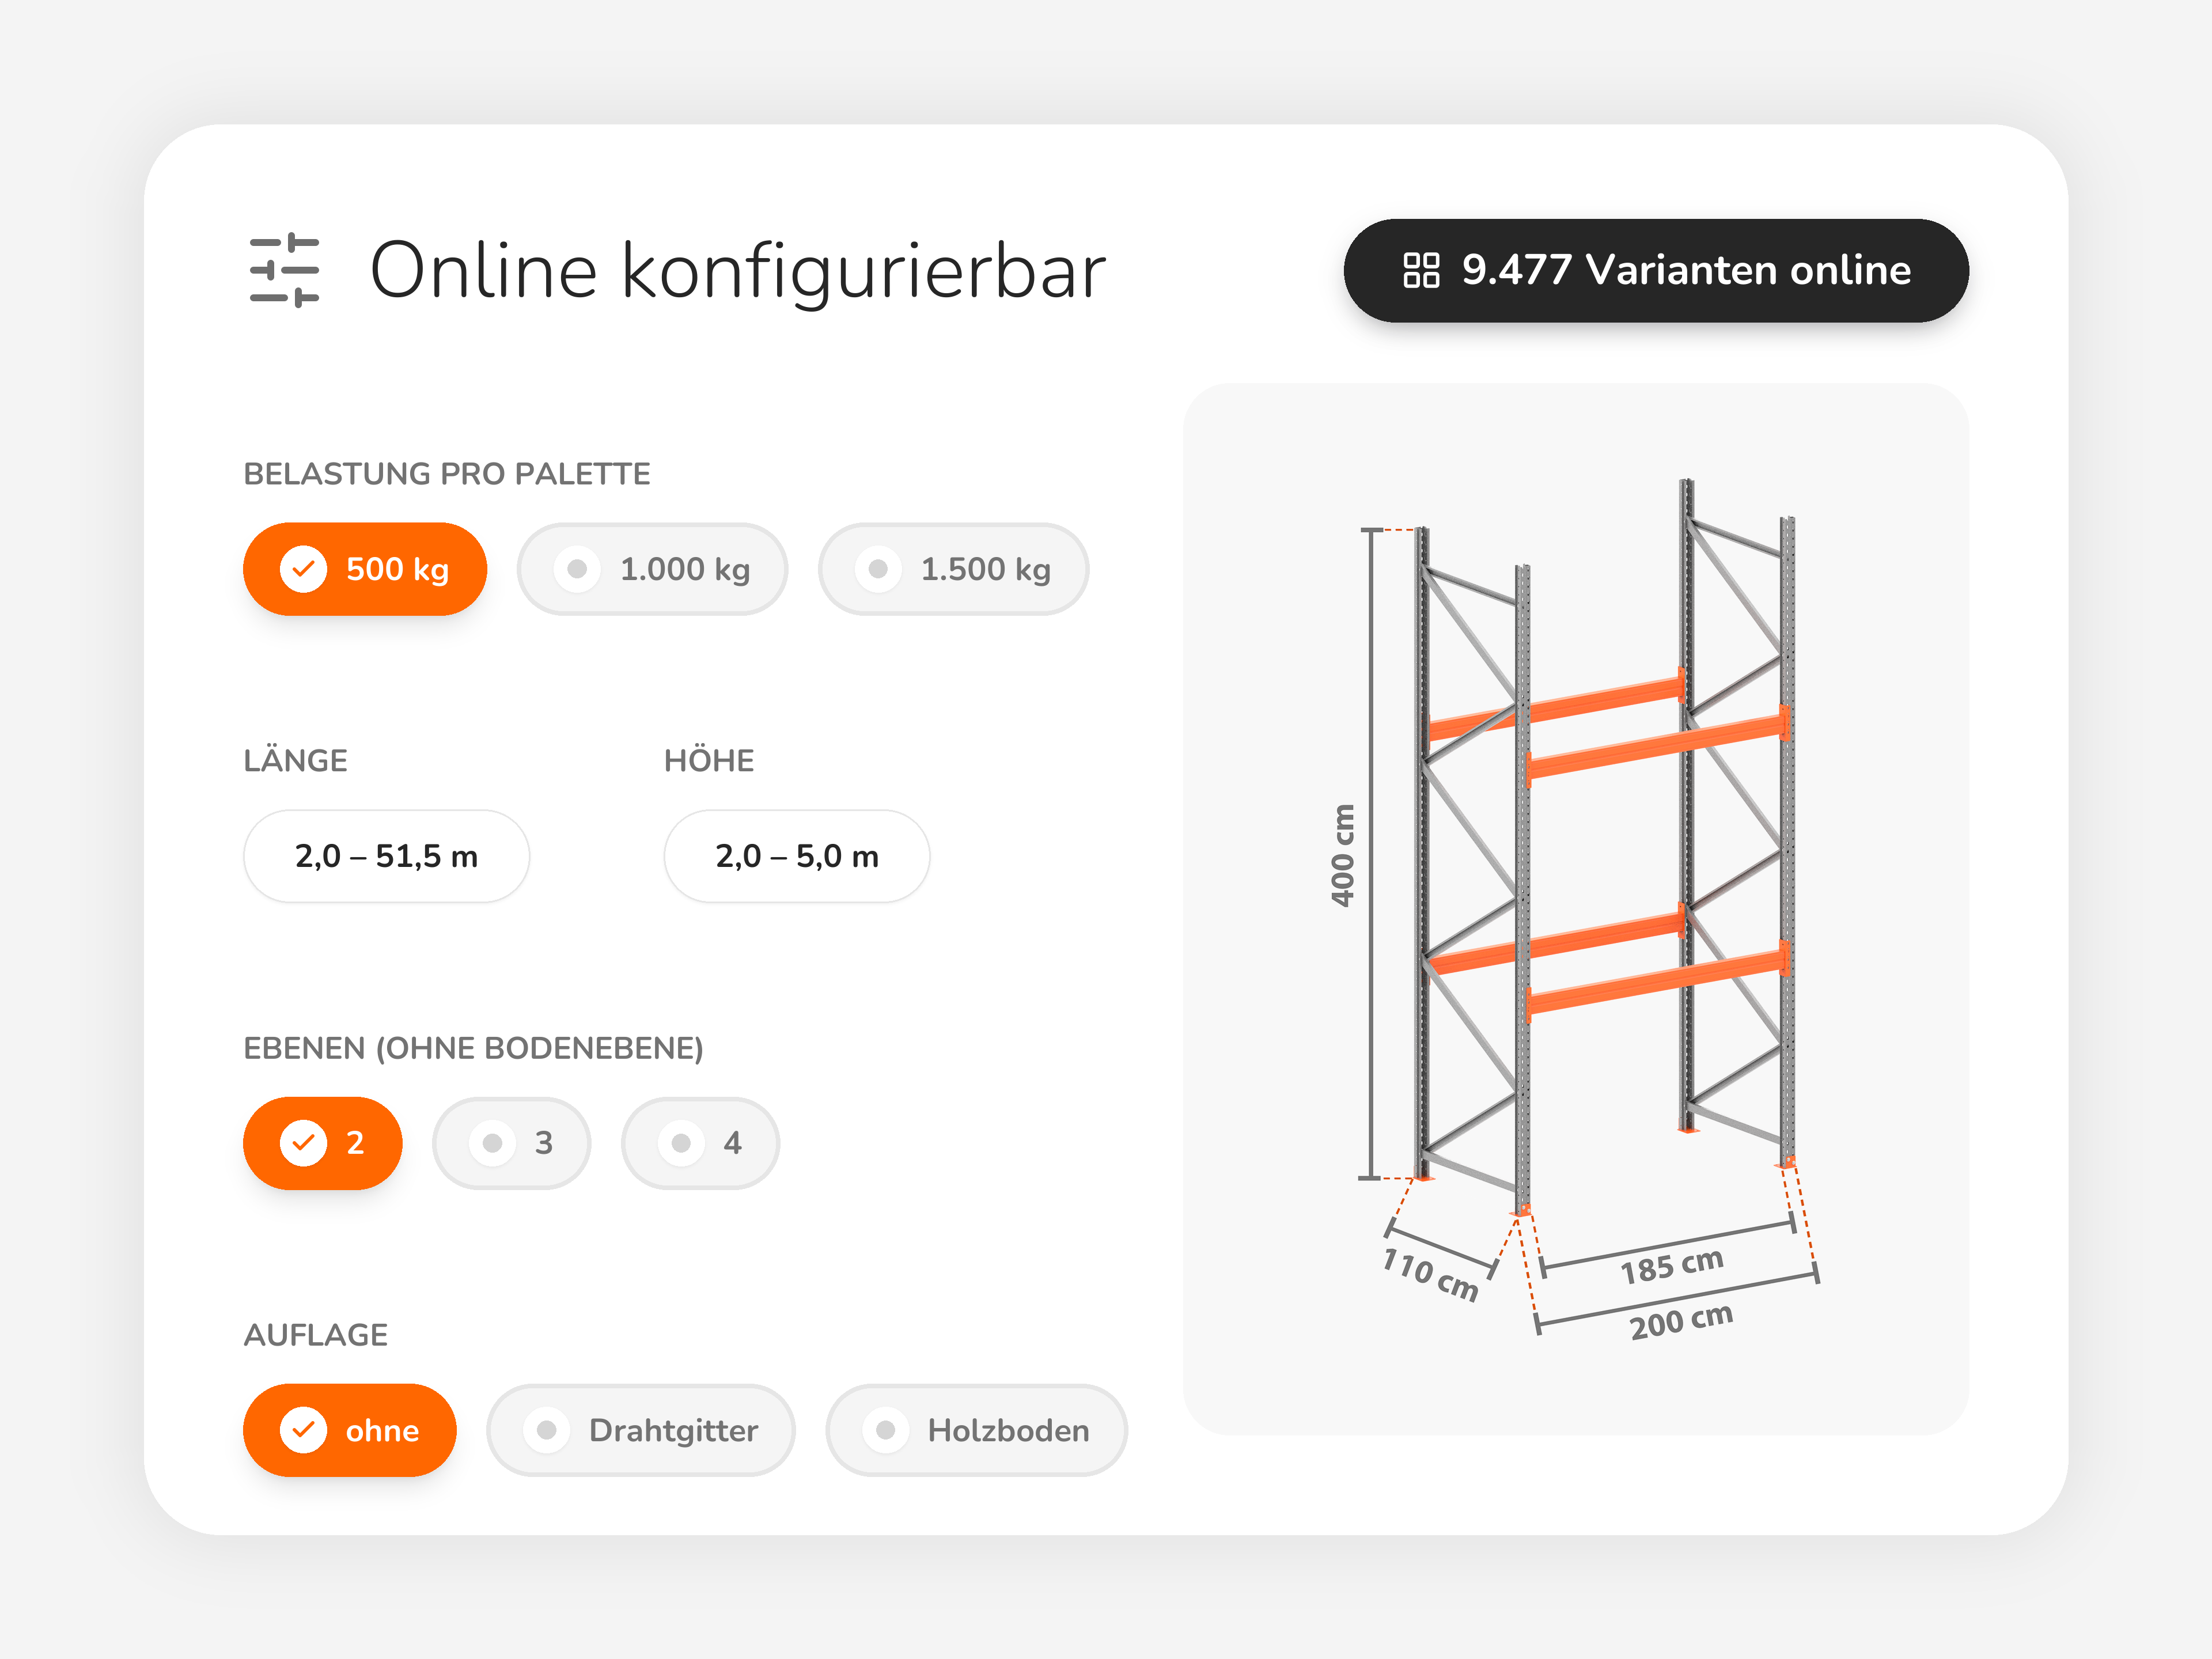 Online konfigurierbar
9.477 Varianten online
BELASTUNG PRO PALETTE
500 kg
1.000 kg
1.500 kg
LÄNGE
HÖHE
2,0 – 51,5 m
2,0 – 5,0 m
EBENEN (OHNE BODENEBENE)
2
3
4
AUFLAGE
ohne
Drahtgitter
Holzboden
400 cm
110 cm
185 cm
200 cm